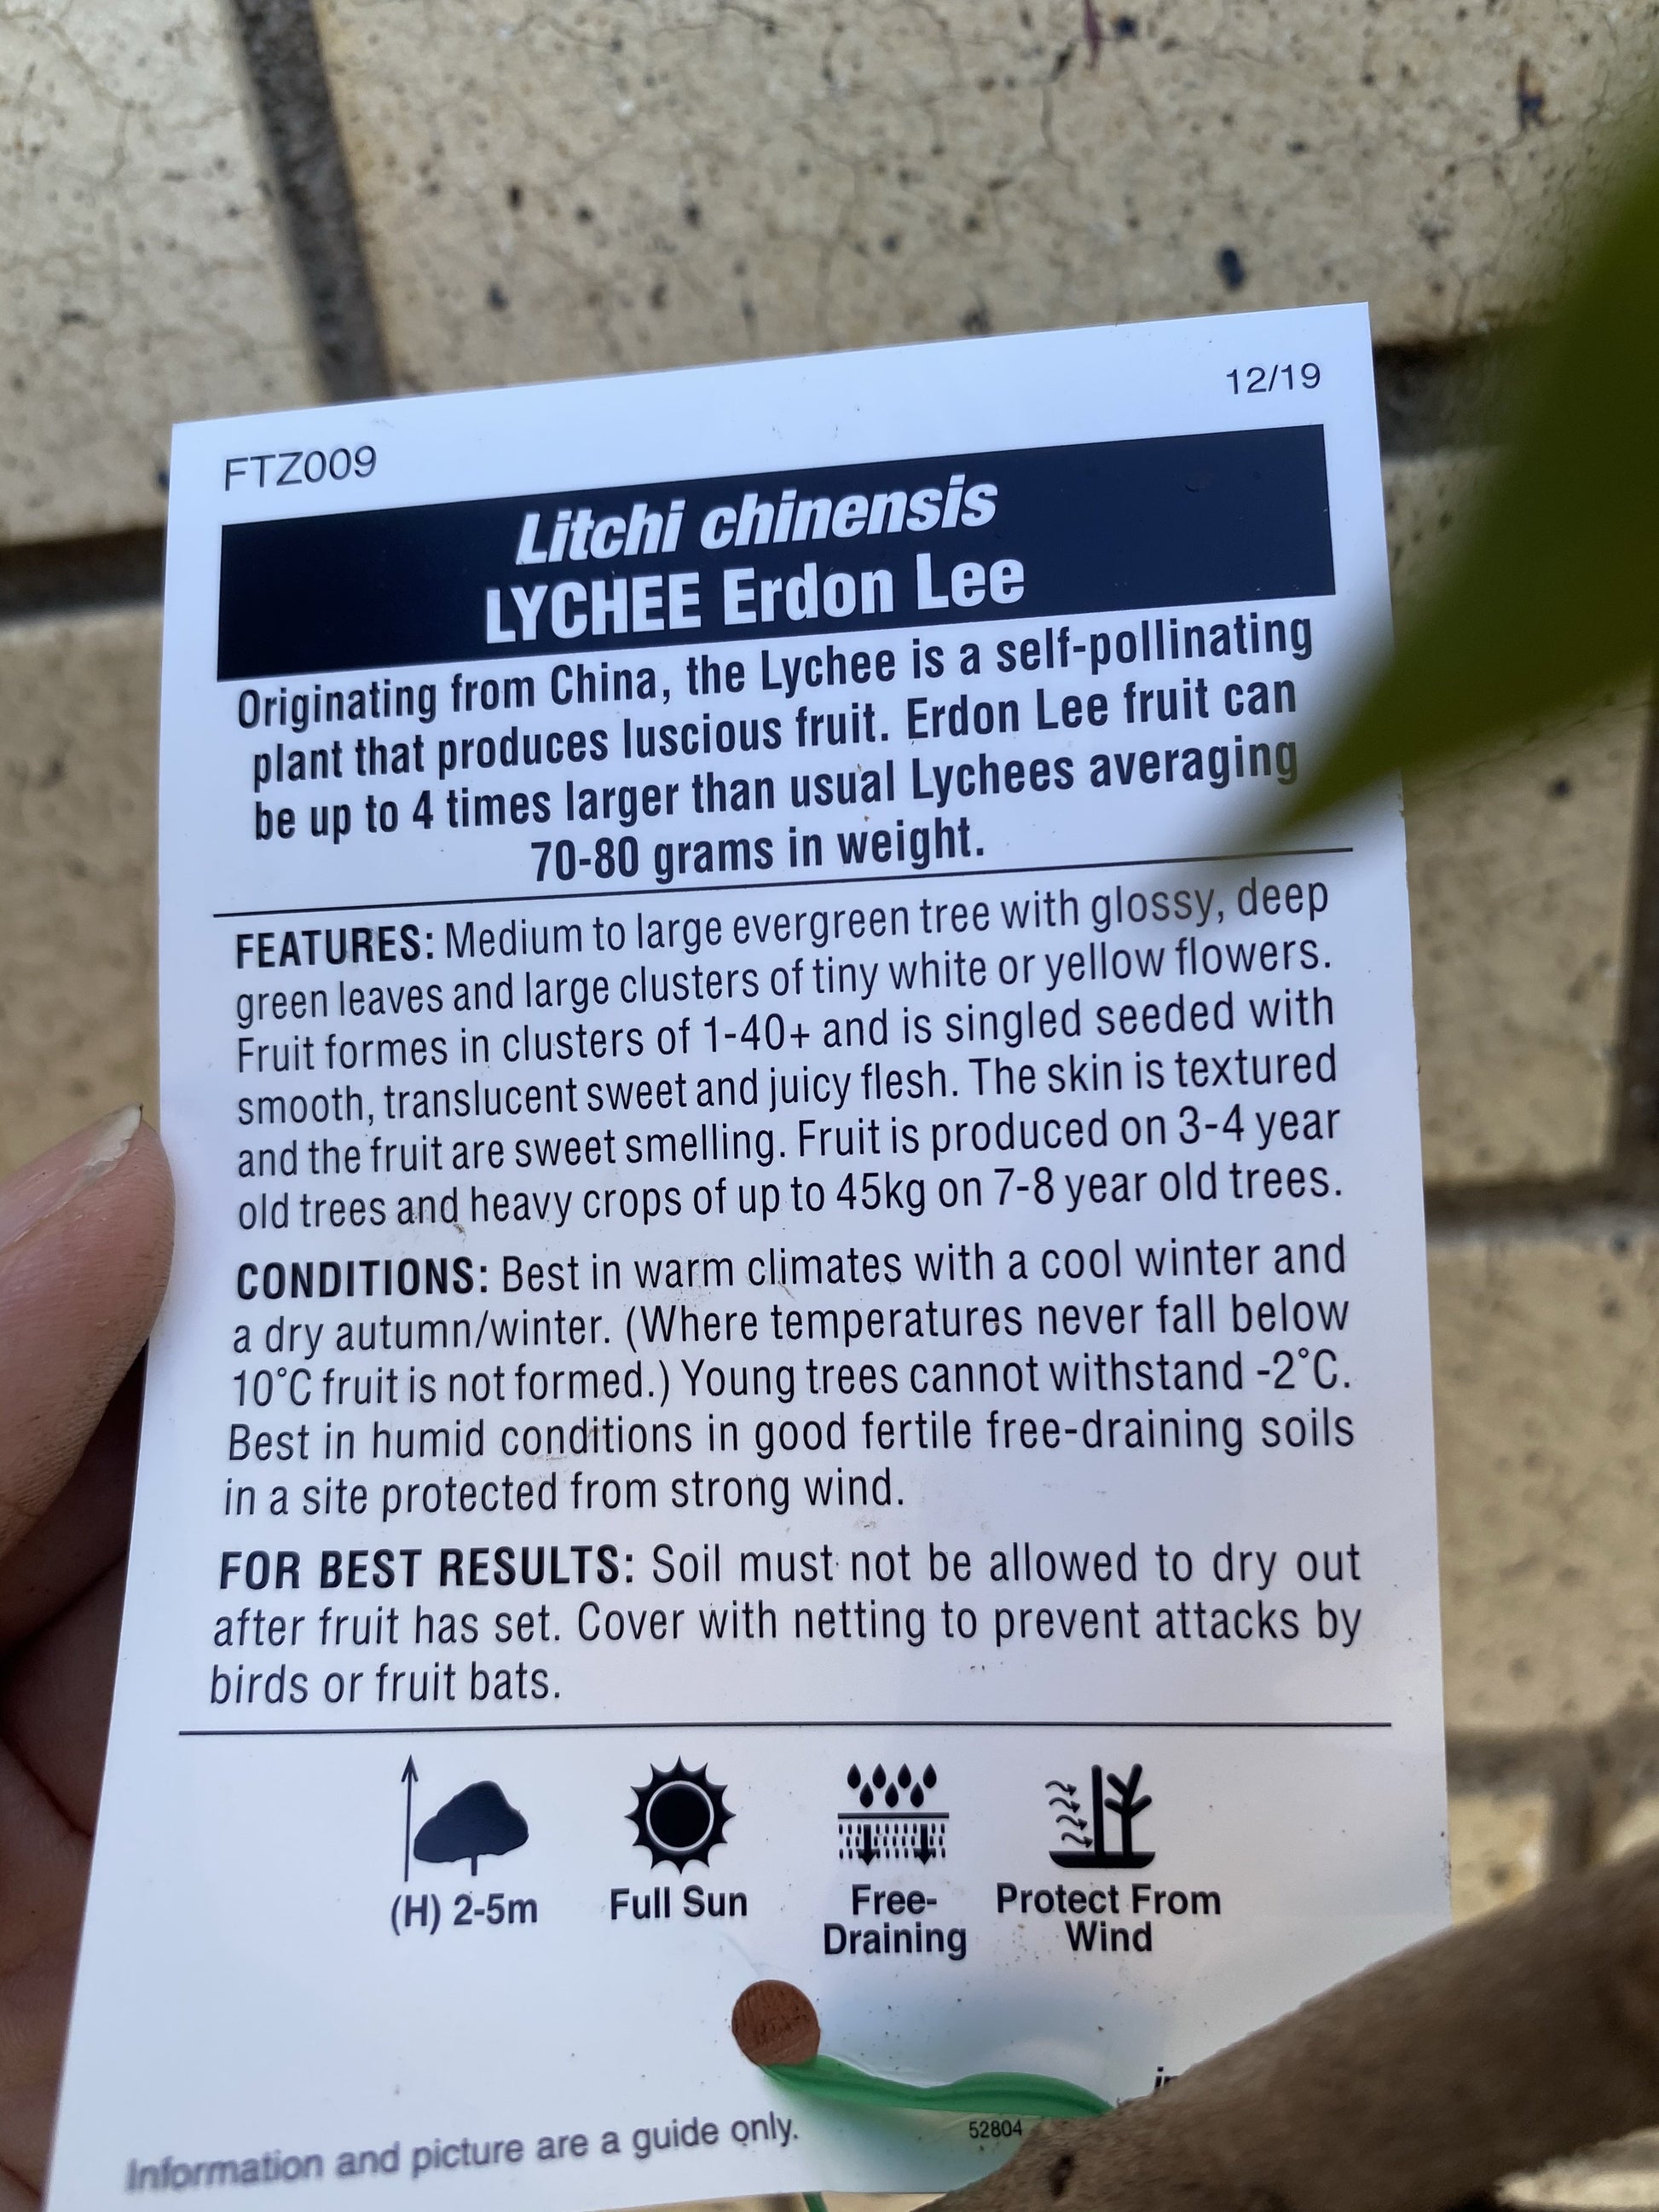 12/19
FTZ009
Litchi chinensis
LYCHEE Erdon Lee
Originating from China, the Lychee is a self-pollinating
plant that produces luscious fruit. Erdon Lee fruit can
be up to 4 times larger than usual Lychees averaging
70-80 grams in weight.
FEATURES: Medium to large evergreen tree with glossy, deep
green leaves and large clusters of tiny white or yellow flowers.
Fruit formes in clusters of 1-40+ and is singled seeded with
smooth, translucent sweet and juicy flesh. The skin is textured
and the fruit are sweet smelling. Fruit is produced on 3-4 year
old trees and heavy crops of up to 45kg on 7-8 year old trees.
CONDITIONS: Best in warm climates with a cool winter and
a dry autumn/winter. (Where temperatures never fall below
10°C fruit is not formed.) Young trees cannot withstand -2°C.
Best in humid conditions in good fertile free-draining soils
in a site protected from strong wind.
FOR BEST RESULTS: Soil must not be allowed to dry out
after fruit has set. Cover with netting to prevent attacks by
birds or fruit bats.
(H) 2-5m
Full Sun
Free-
Draining
Protect From
Wind
Information and picture are a guide only.
52804